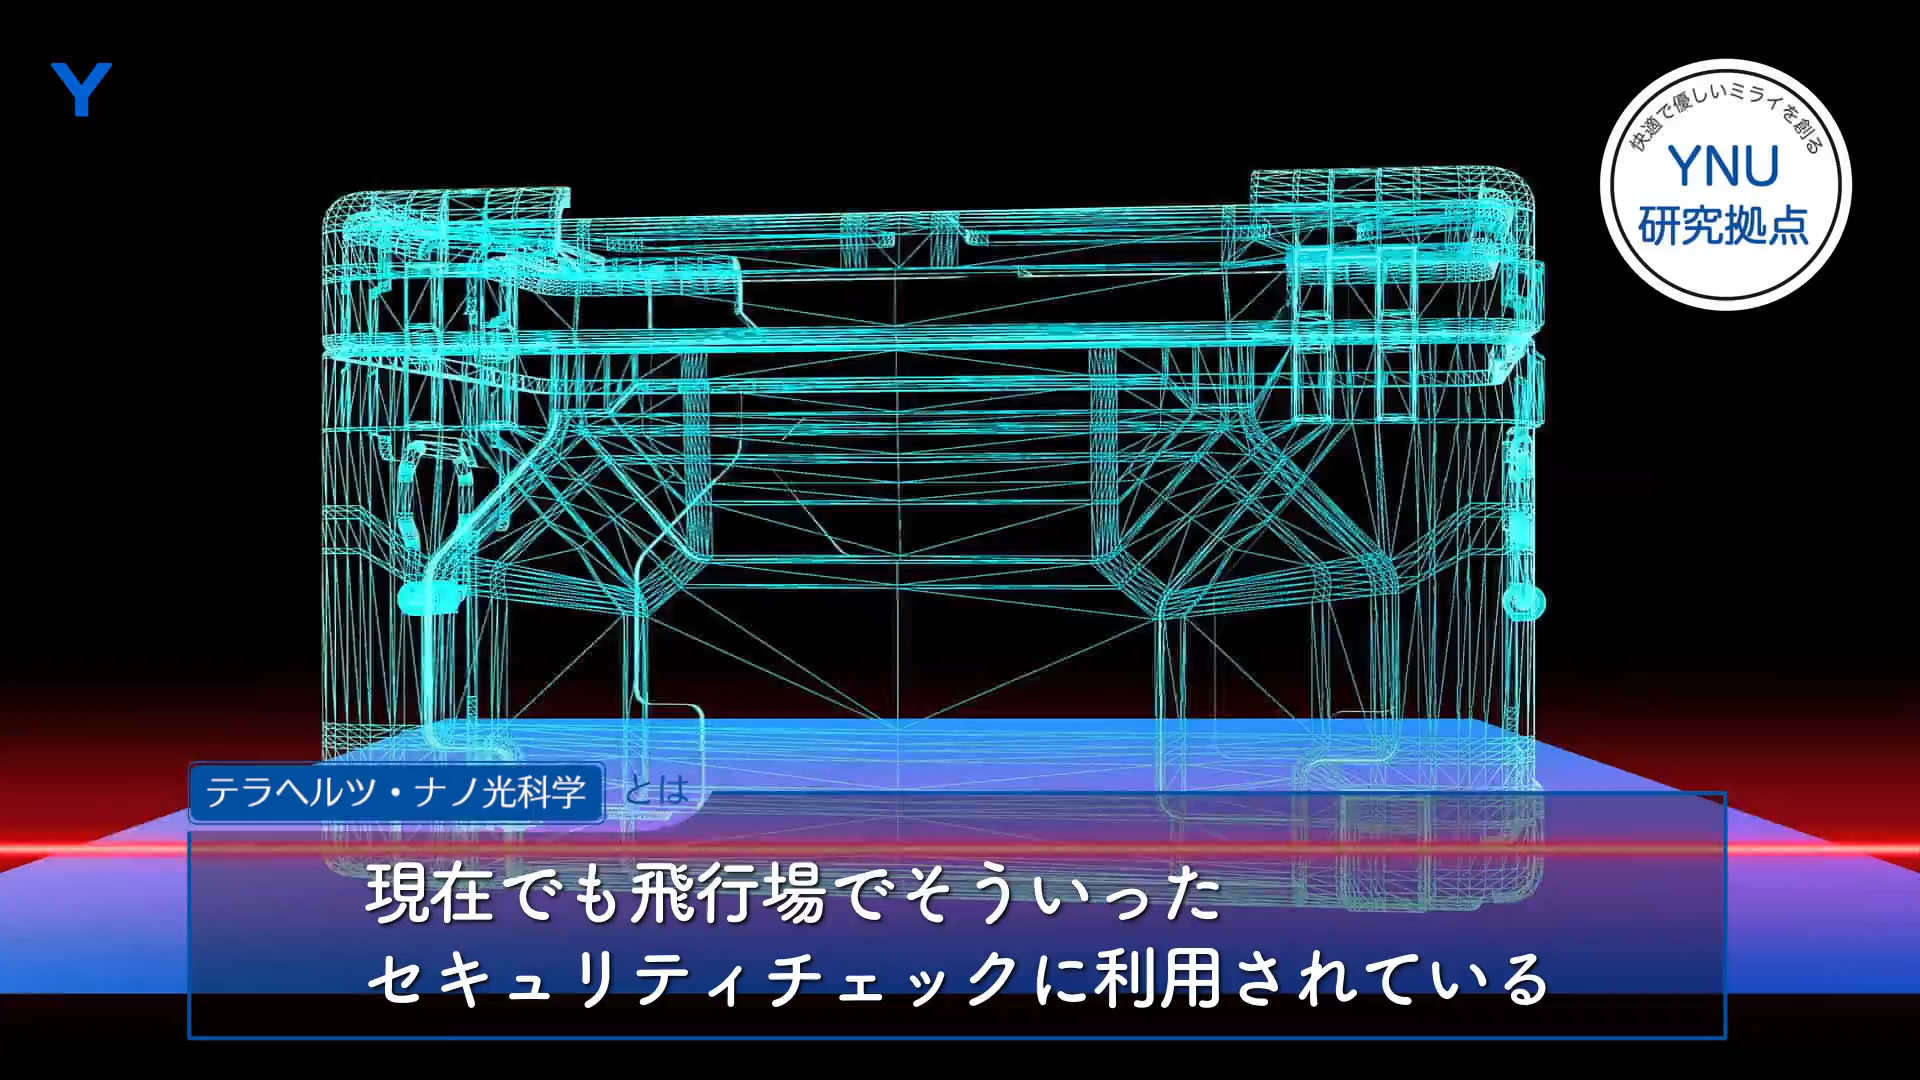 Y
快適で優しいミライを創る
YNU
研究拠点
テラヘルツ・ナノ光科学 とは
現在でも飛行場でそういった
セキュリティチェックに利用されている